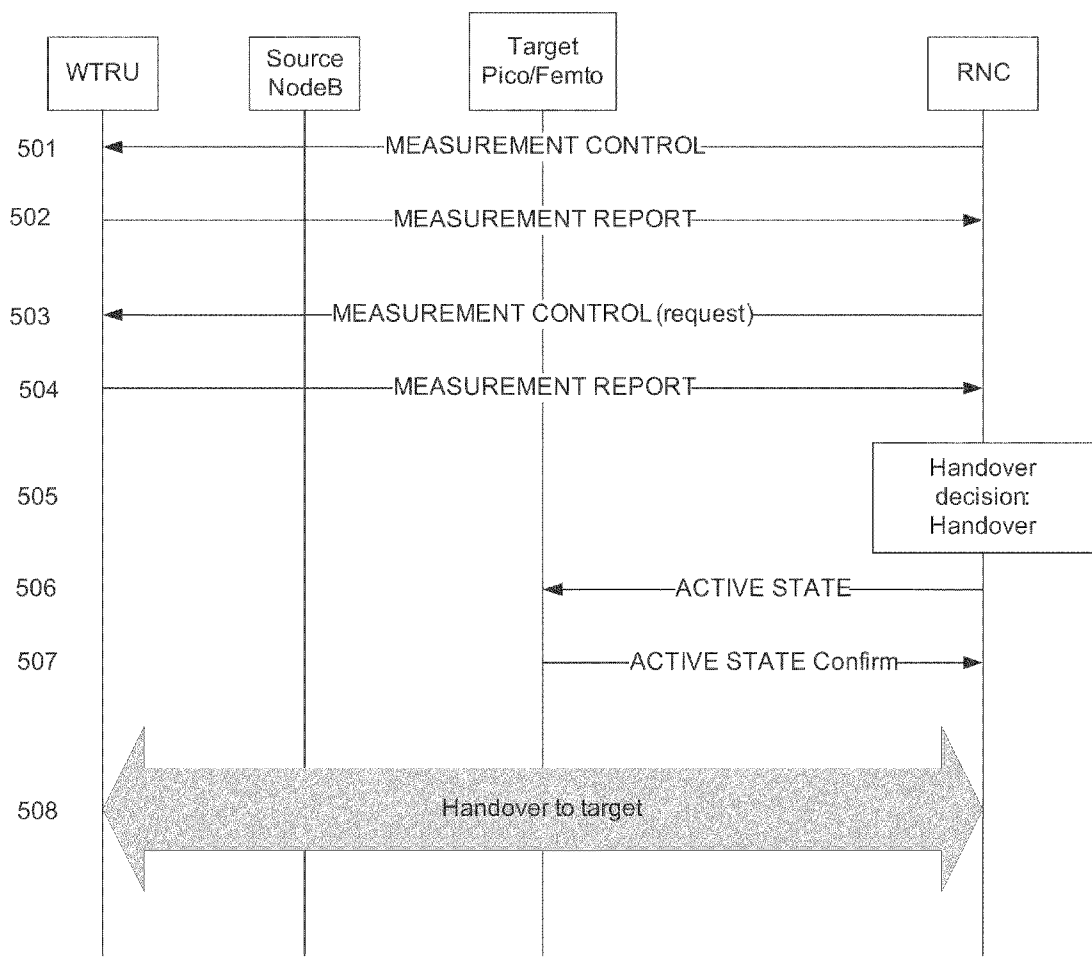 WTRU
Source
NodeB
Target
Pico/Femto
RNC
501
MEASUREMENT CONTROL
502
MEASUREMENT REPORT
503
MEASUREMENT CONTROL (request)
504
MEASUREMENT REPORT
505
Handover
decision:
Handover
506
ACTIVE STATE
507
ACTIVE STATE Confirm
508
Handover to target